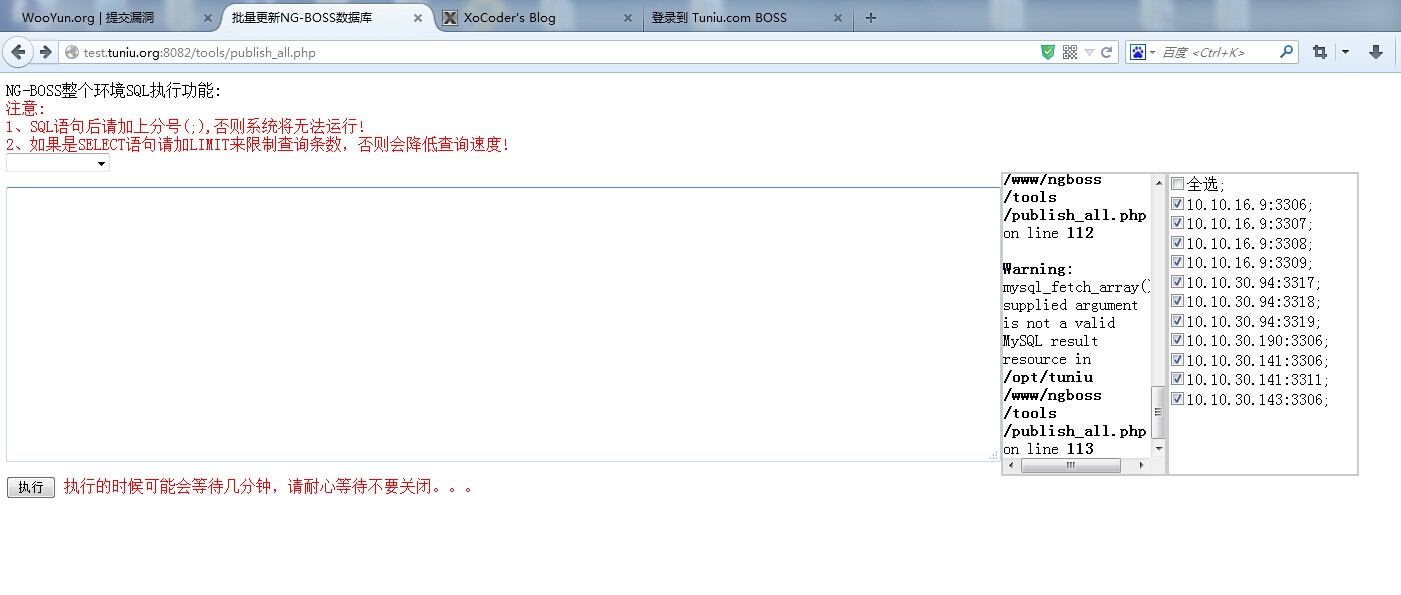 WooYun.org | 提交漏洞
批量更新NG-BOSS数据库
XoCoder's Blog
登录到 Tuniu.com BOSS
test.tuniu.org:8082/tools/publish_all.php
百度 <Ctrl+K>
NG-BOSS整个环境SQL执行功能:
注意:
1、SQL语句后请加上分号(;),否则系统将无法运行!
2、如果是SELECT语句请加LIMIT来限制查询条数，否则会降低查询速度!
/www/ngboss
/tools
/publish_all.php
on line 112
Warning:
mysql_fetch_array()
supplied argument
is not a valid
MySQL result
resource in
/opt/tuniu
/www/ngboss
/tools
/publish_all.php
on line 113
全选;
10.10.16.9:3306;
10.10.16.9:3307;
10.10.16.9:3308;
10.10.16.9:3309;
10.10.30.94:3317;
10.10.30.94:3318;
10.10.30.94:3319;
10.10.30.190:3306;
10.10.30.141:3306;
10.10.30.141:3311;
10.10.30.143:3306;
执行 执行的时候可能会等待几分钟，请耐心等待不要关闭。。。